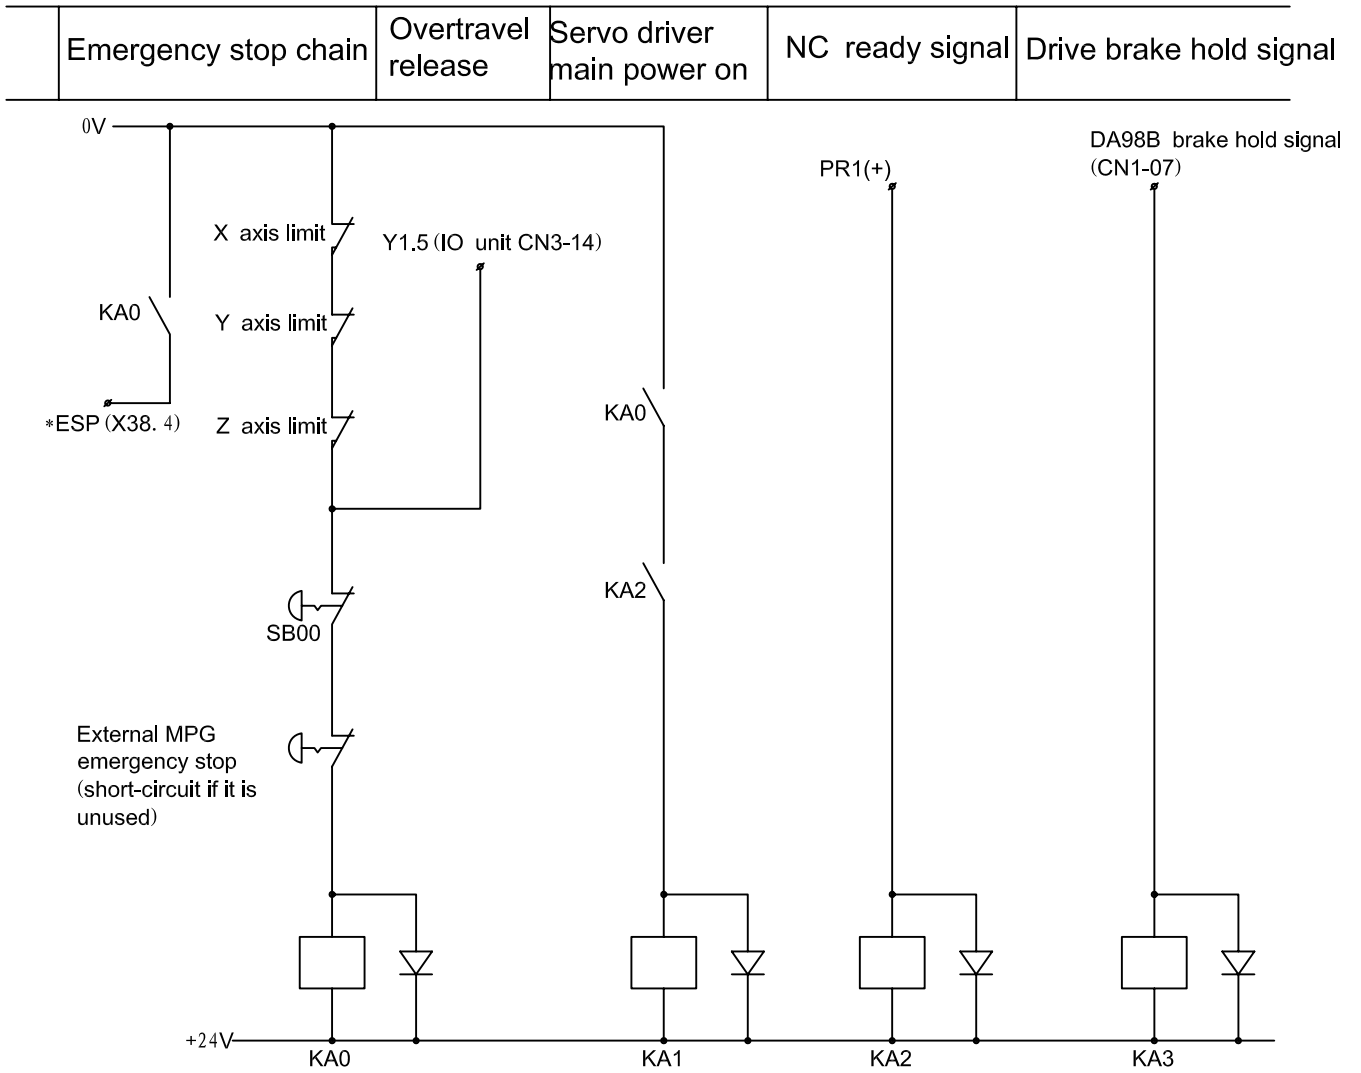 Emergency stop chain
Overtravel
release
Servo driver
main power on
NC ready signal
Drive brake hold signal
0V
DA98B brake hold signal
(CN1-07)
PR1(+)
X axis limit
Y1.5 (IO unit CN3-14)
KA0
Y axis limit
*ESP (X38. 4)
Z axis limit
KA0
KA2
SB00
External MPG
emergency stop
(short-circuit if it is
unused)
+24V
KA0
KA1
KA2
KA3